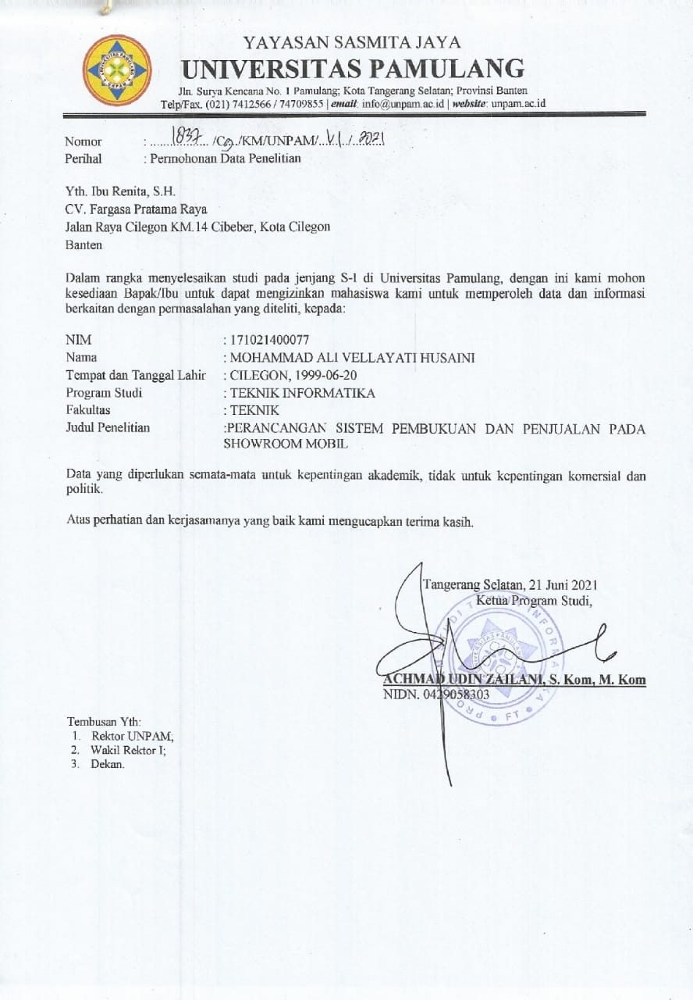 YAYASAN SASMITA JAYA
UNIVERSITAS PAMULANG
Jln. Surya Kencana No. 1 Pamulang; Kota Tangerang Selatan; Provinsi Banten
Telp/Fax. (021) 7412566 / 74709855 | email: info@unpam.ac.id | website: unpam.ac.id
Nomor : ......1837... /C9./KM/UNPAM/..VI./..2021
Perihal : Permohonan Data Penelitian
Yth. Ibu Renita, S.H.
CV. Fargasa Pratama Raya
Jalan Raya Cilegon KM.14 Cibeber, Kota Cilegon
Banten
Dalam rangka menyelesaikan studi pada jenjang S-1 di Universitas Pamulang, dengan ini kami mohon
kesediaan Bapak/Ibu untuk dapat mengizinkan mahasiswa kami untuk memperoleh data dan informasi
berkaitan dengan permasalahan yang diteliti, kepada:
NIM : 171021400077
Nama : MOHAMMAD ALI VELLAYATI HUSAINI
Tempat dan Tanggal Lahir : CILEGON, 1999-06-20
Program Studi : TEKNIK INFORMATIKA
Fakultas : TEKNIK
Judul Penelitian :PERANCANGAN SISTEM PEMBUKUAN DAN PENJUALAN PADA
SHOWROOM MOBIL
Data yang diperlukan semata-mata untuk kepentingan akademik, tidak untuk kepentingan komersial dan
politik.
Atas perhatian dan kerjasamanya yang baik kami mengucapkan terima kasih.
Tangerang Selatan, 21 Juni 2021
Ketua Program Studi,
ACHMAD UDIN ZAILANI, S. Kom, M. Kom
NIDN. 0429058303
Tembusan Yth:
1. Rektor UNPAM;
2. Wakil Rektor I;
3. Dekan.